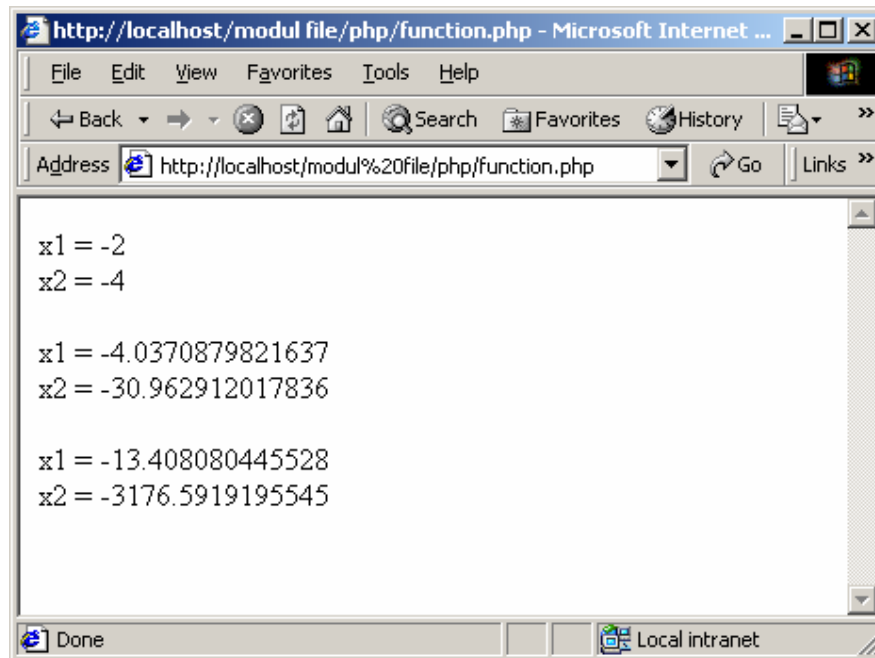 http://localhost/modul file/php/function.php - Microsoft Internet ...
File Edit View Favorites Tools Help
Back Search Favorites History »
Address http://localhost/modul%20file/php/function.php Go Links »
x1 = -2
x2 = -4
x1 = -4.0370879821637
x2 = -30.962912017836
x1 = -13.408080445528
x2 = -3176.5919195545
Done Local intranet